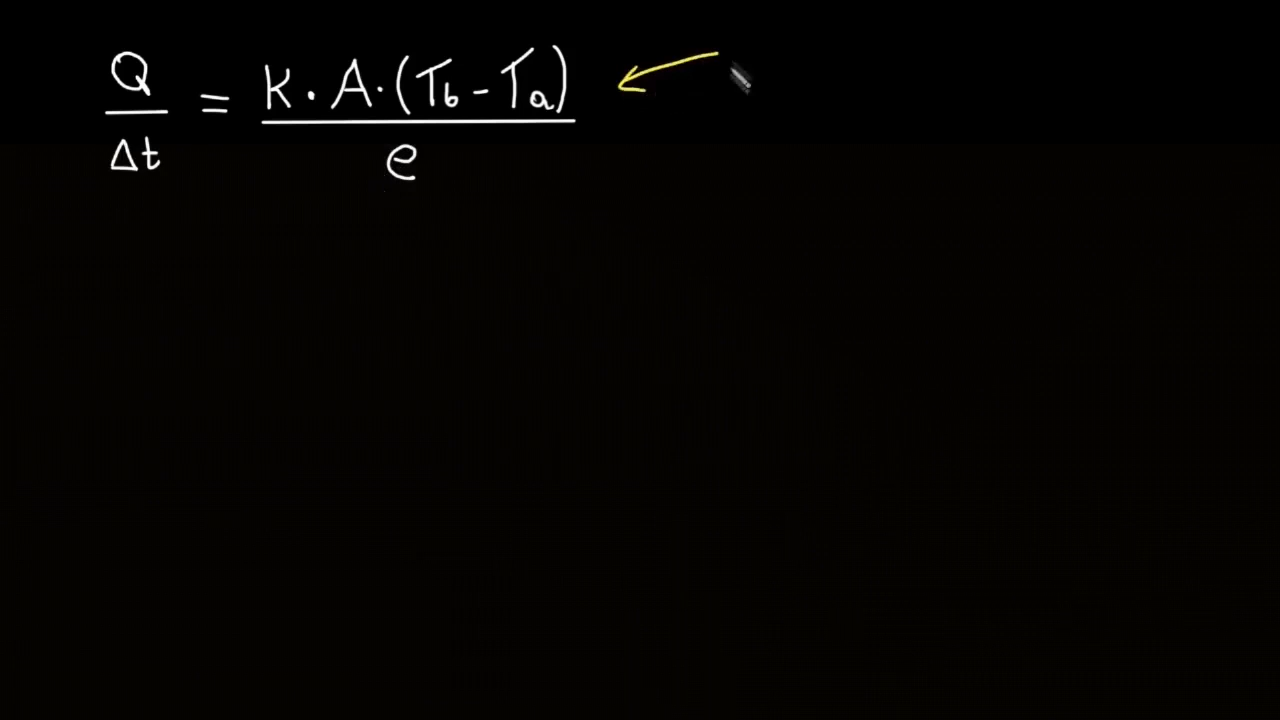 Q/Δt = K·A·(Tb - Ta)/e